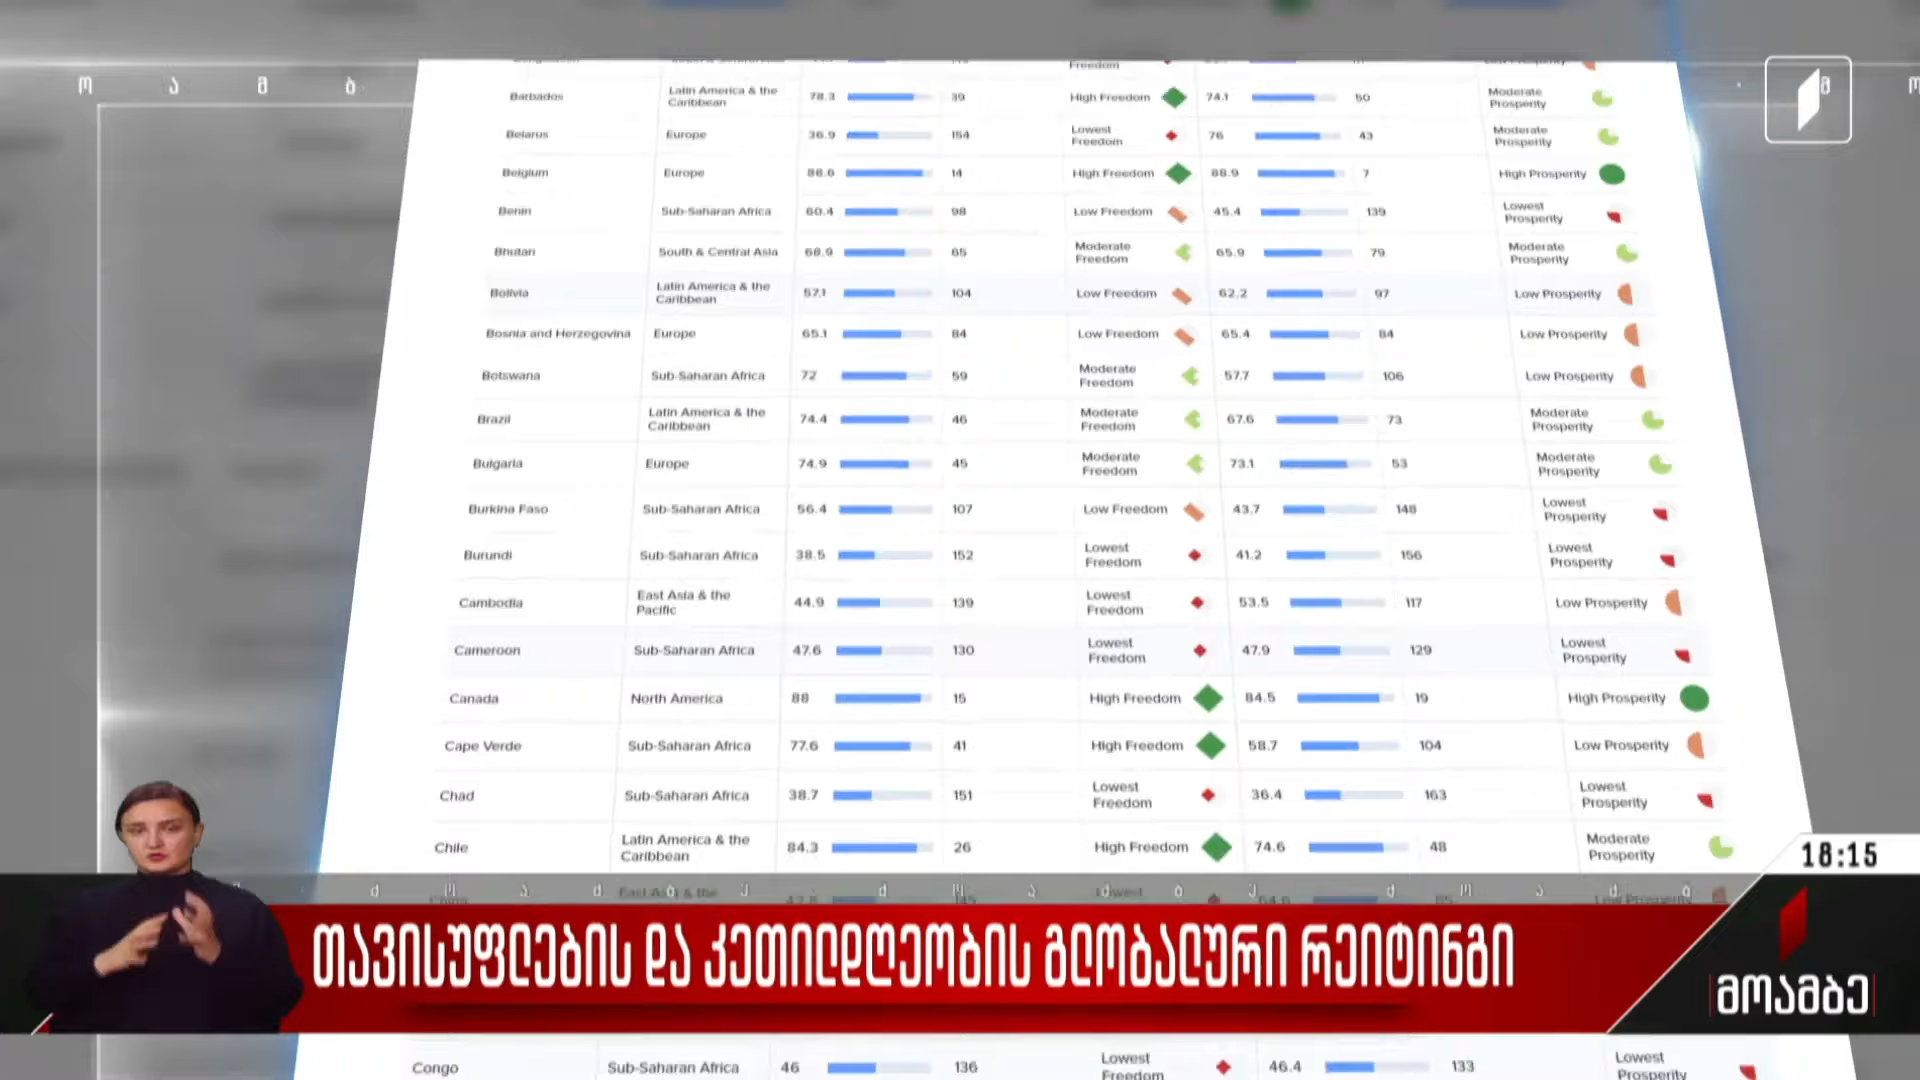 მ
ო ა მ ბ
Freedom
Barbados Latin America & the Caribbean 78.3 39 High Freedom 74.1 50 Moderate Prosperity
Belarus Europe 36.9 154 Lowest Freedom 76 43 Moderate Prosperity
Belgium Europe 86.6 14 High Freedom 88.9 7 High Prosperity
Benin Sub-Saharan Africa 60.4 98 Low Freedom 45.4 139 Lowest Prosperity
Bhutan South & Central Asia 68.9 65 Moderate Freedom 65.9 79 Moderate Prosperity
Bolivia Latin America & the Caribbean 57.1 104 Low Freedom 62.2 97 Low Prosperity
Bosnia and Herzegovina Europe 65.1 84 Low Freedom 65.4 84 Low Prosperity
Botswana Sub-Saharan Africa 72 59 Moderate Freedom 57.7 106 Low Prosperity
Brazil Latin America & the Caribbean 74.4 46 Moderate Freedom 67.6 73 Moderate Prosperity
Bulgaria Europe 74.9 45 Moderate Freedom 73.1 53 Moderate Prosperity
Burkina Faso Sub-Saharan Africa 56.4 107 Low Freedom 43.7 148 Lowest Prosperity
Burundi Sub-Saharan Africa 38.5 152 Lowest Freedom 41.2 156 Lowest Prosperity
Cambodia East Asia & the Pacific 44.9 139 Lowest Freedom 53.5 117 Low Prosperity
Cameroon Sub-Saharan Africa 47.6 130 Lowest Freedom 47.9 129 Lowest Prosperity
Canada North America 88 15 High Freedom 84.5 19 High Prosperity
Cape Verde Sub-Saharan Africa 77.6 41 High Freedom 58.7 104 Low Prosperity
Chad Sub-Saharan Africa 38.7 151 Lowest Freedom 36.4 163 Lowest Prosperity
Chile Latin America & the Caribbean 84.3 26 High Freedom 74.6 48 Moderate Prosperity
18:15
თავისუფლების და კეთილდღეობის გლობალური რეიტინგი
მოამბე
Congo Sub-Saharan Africa 46 136 Lowest Freedom 46.4 133 Lowest Prosperity